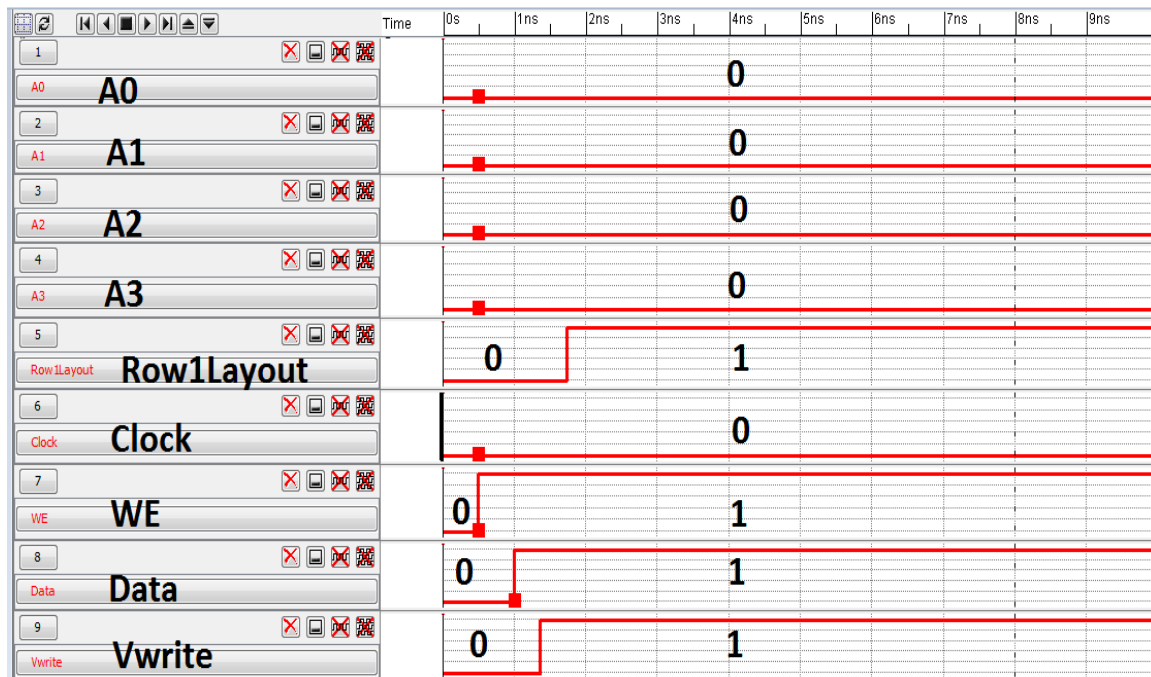 Time 0s 1ns 2ns 3ns 4ns 5ns 6ns 7ns 8ns 9ns
1
A0 A0 0
2
A1 A1 0
3
A2 A2 0
4
A3 A3 0
5
Row1Layout Row1Layout 0 1
6
Clock Clock 0
7
WE WE 0 1
8
Data Data 0 1
9
Vwrite Vwrite 0 1